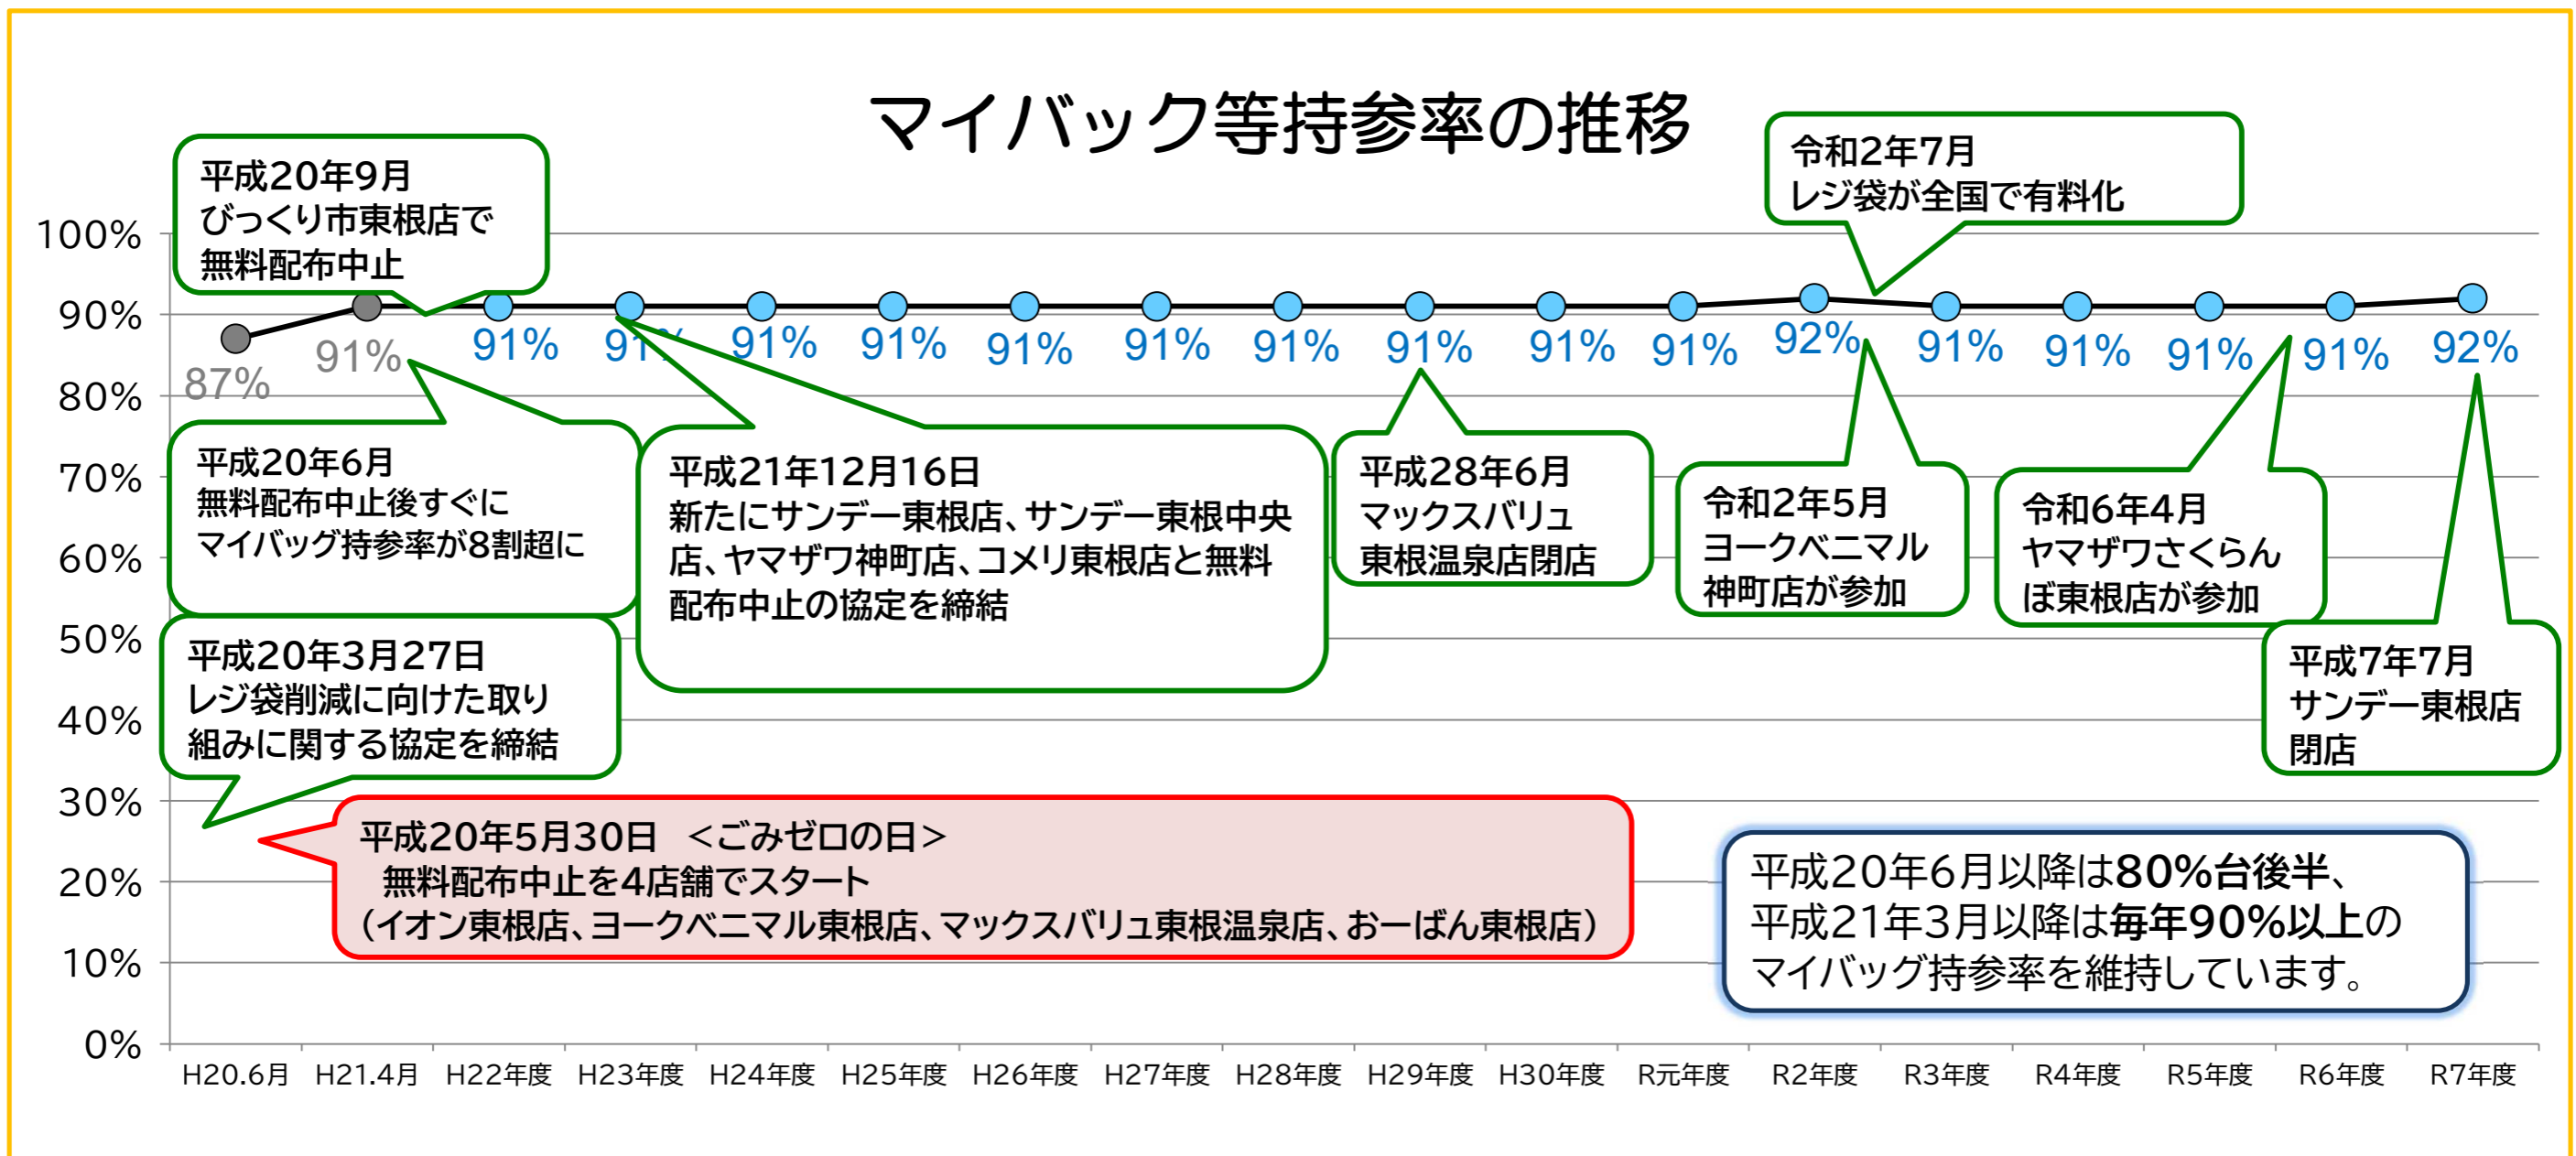 マイバック等持参率の推移
平成20年9月
びっくり市東根店で
無料配布中止
令和2年7月
レジ袋が全国で有料化
100%
90%
80%
70%
60%
50%
40%
30%
20%
10%
0%
87%
91%
91%
91%
91%
91%
91%
91%
91%
91%
91%
91%
92%
91%
91%
91%
91%
92%
平成20年6月
無料配布中止後すぐに
マイバッグ持参率が8割超に
平成21年12月16日
新たにサンデー東根店、サンデー東根中央
店、ヤマザワ神町店、コメリ東根店と無料
配布中止の協定を締結
平成28年6月
マックスバリュ
東根温泉店閉店
令和2年5月
ヨークベニマル
神町店が参加
令和6年4月
ヤマザワさくらん
ぼ東根店が参加
平成7年7月
サンデー東根店
閉店
平成20年3月27日
レジ袋削減に向けた取り
組みに関する協定を締結
平成20年5月30日　<ごみゼロの日>
無料配布中止を4店舗でスタート
(イオン東根店、ヨークベニマル東根店、マックスバリュ東根温泉店、おーばん東根店)
平成20年6月以降は80%台後半、
平成21年3月以降は毎年90%以上の
マイバッグ持参率を維持しています。
H20.6月
H21.4月
H22年度
H23年度
H24年度
H25年度
H26年度
H27年度
H28年度
H29年度
H30年度
R元年度
R2年度
R3年度
R4年度
R5年度
R6年度
R7年度